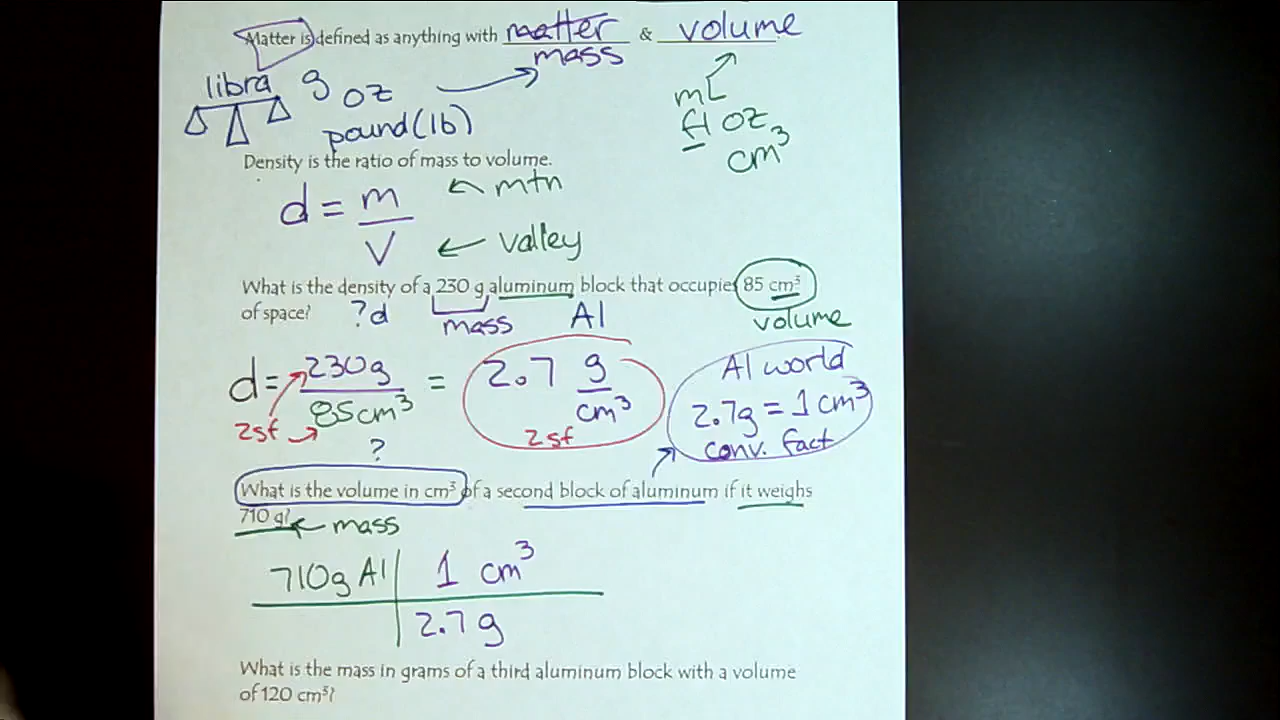 Matter is defined as anything with matter & volume
mass
libra g oz
pound (lb)
mL
fl oz
cm³
Density is the ratio of mass to volume.
d = m ← mtn
V ← valley
What is the density of a 230 g aluminum block that occupies 85 cm³
of space? ?d mass Al volume
d = 230g = 2.7 g
85cm³ cm³
2sf 2sf
Al world
2.7g = 1 cm³
conv. fact
?
What is the volume in cm³ of a second block of aluminum if it weighs
710 g? ← mass
710g Al 1 cm³
2.7 g
What is the mass in grams of a third aluminum block with a volume
of 120 cm³?